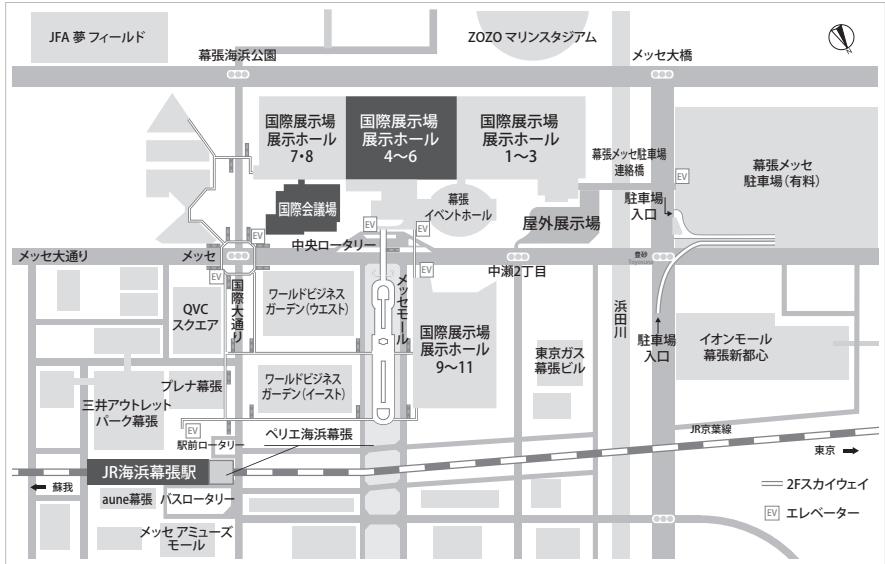 JFA 夢 フィールド
幕張海浜公園
ZOZO マリンスタジアム
メッセ大橋
N
国際展示場
展示ホール
7・8
国際展示場
展示ホール
4〜6
国際展示場
展示ホール
1〜3
幕張メッセ駐車場
連絡橋
EV
幕張メッセ
駐車場（有料）
国際会議場
幕張
イベントホール
屋外展示場
駐車場
入口
EV
EV
EV
中央ロータリー
メッセ大通り
メッセ
中瀬2丁目
豊砂
Toyosuna
EV
EV
国際大通り
メッセモール
浜田川
QVC
スクエア
ワールドビジネス
ガーデン（ウエスト）
国際展示場
展示ホール
9〜11
東京ガス
幕張ビル
駐車場
入口
イオンモール
幕張新都心
プレナ幕張
ワールドビジネス
ガーデン（イースト）
三井アウトレット
パーク幕張
EV
駅前ロータリー
ペリエ海浜幕張
JR京葉線
東京
JR海浜幕張駅
蘇我
aune幕張
バスロータリー
メッセ アミューズ
モール
2Fスカイウェイ
EV エレベーター